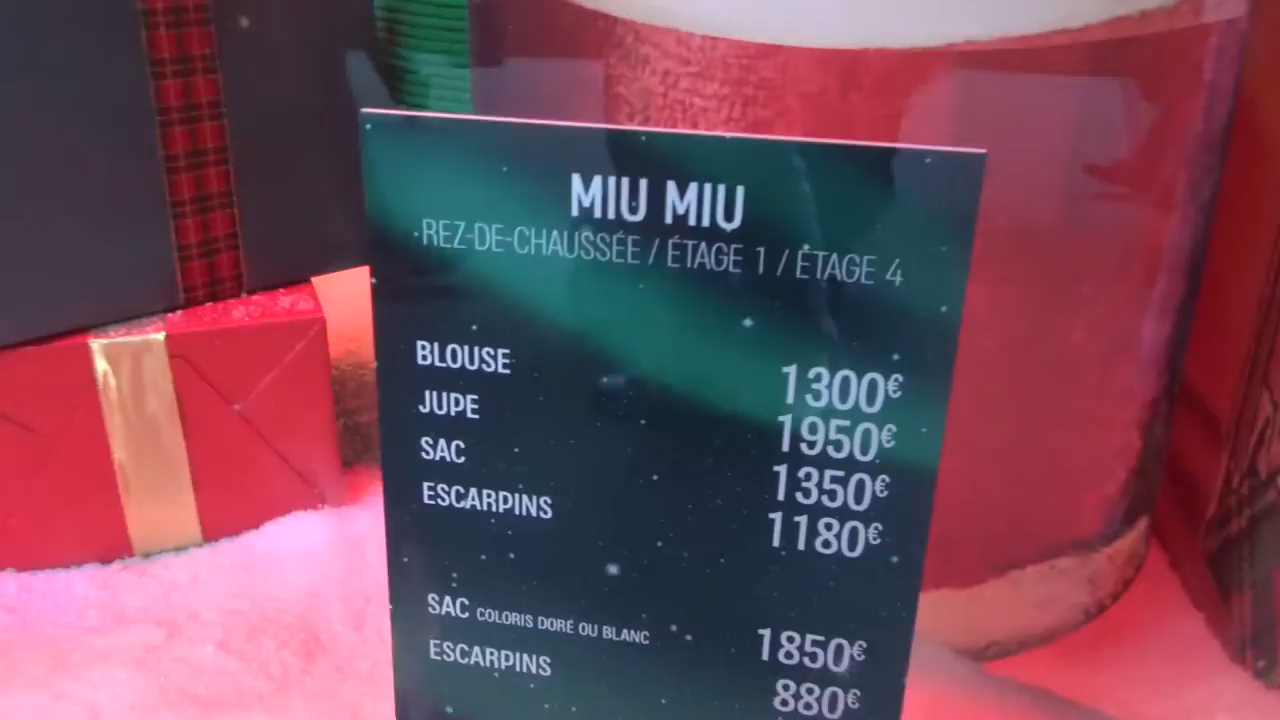 MIU MIU
REZ-DE-CHAUSSÉE / ÉTAGE 1 / ÉTAGE 4
BLOUSE 1300€
JUPE 1950€
SAC 1350€
ESCARPINS 1180€
SAC COLORIS DORÉ OU BLANC 1850€
ESCARPINS 880€